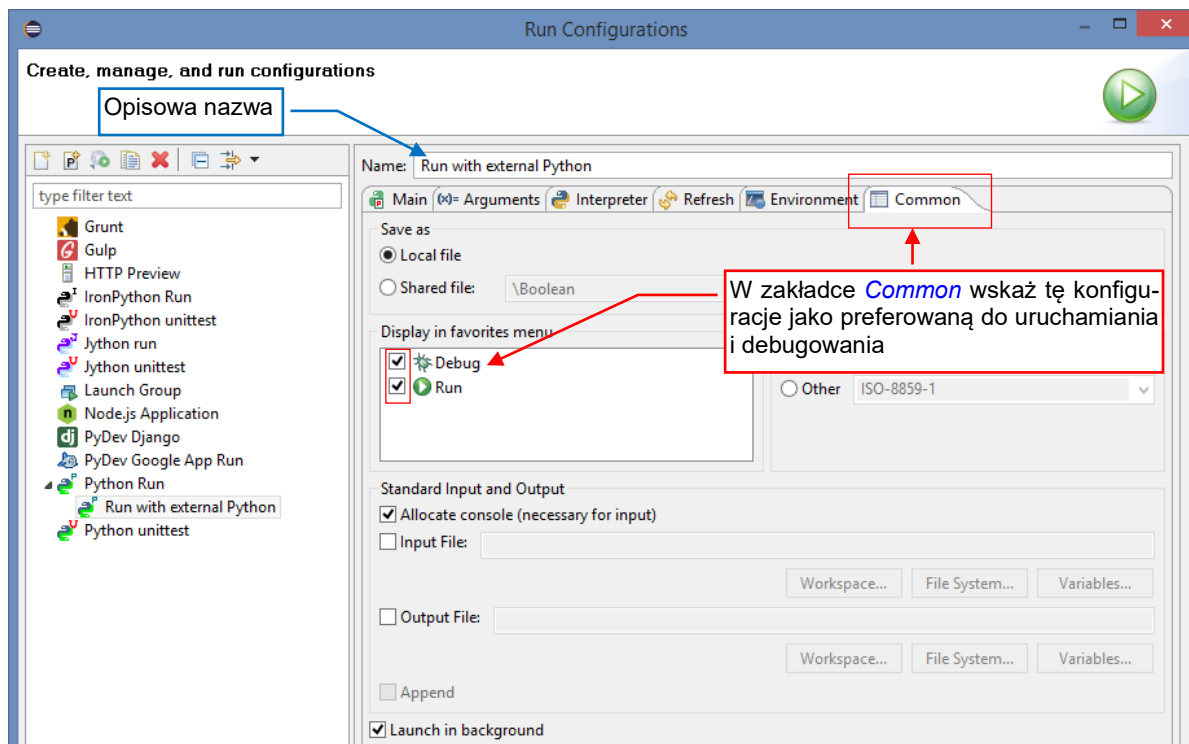 Run Configurations
Create, manage, and run configurations
Opisowa nazwa
type filter text
Grunt
Gulp
HTTP Preview
IronPython Run
IronPython unittest
Jython run
Jython unittest
Launch Group
Node.js Application
PyDev Django
PyDev Google App Run
Python Run
Run with external Python
Python unittest
Name: Run with external Python
Main (x)= Arguments Interpreter Refresh Environment Common
Save as
Local file
Shared file: \Boolean
W zakładce Common wskaż tę konfigu-
racje jako preferowaną do uruchamiania
i debugowania
Display in favorites menu
Debug
Run
Other ISO-8859-1
Standard Input and Output
Allocate console (necessary for input)
Input File:
Workspace... File System... Variables...
Output File:
Workspace... File System... Variables...
Append
Launch in background